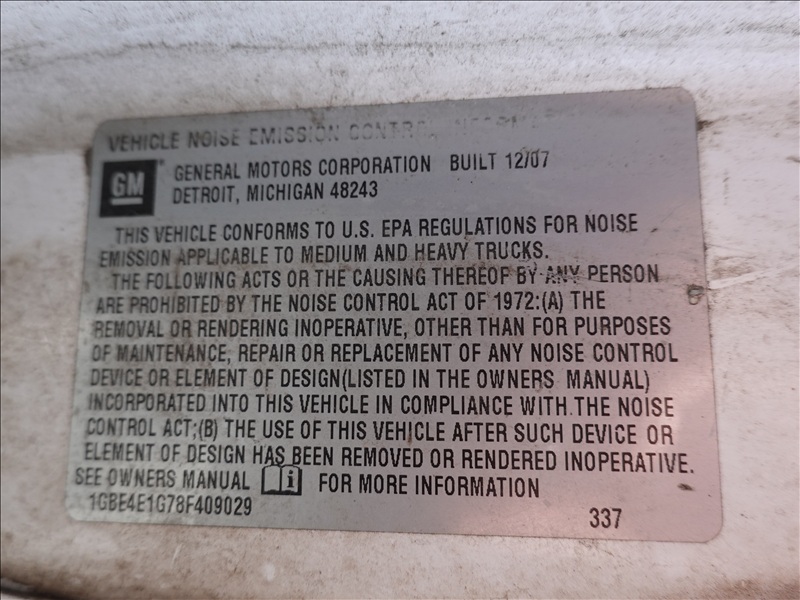 VEHICLE NOISE EMISSION CONTROL
GM
GENERAL MOTORS CORPORATION BUILT 12/07
DETROIT, MICHIGAN 48243
THIS VEHICLE CONFORMS TO U.S. EPA REGULATIONS FOR NOISE
EMISSION APPLICABLE TO MEDIUM AND HEAVY TRUCKS.
THE FOLLOWING ACTS OR THE CAUSING THEREOF BY ANY PERSON
ARE PROHIBITED BY THE NOISE CONTROL ACT OF 1972:(A) THE
REMOVAL OR RENDERING INOPERATIVE, OTHER THAN FOR PURPOSES
OF MAINTENANCE, REPAIR OR REPLACEMENT OF ANY NOISE CONTROL
DEVICE OR ELEMENT OF DESIGN(LISTED IN THE OWNERS MANUAL)
INCORPORATED INTO THIS VEHICLE IN COMPLIANCE WITH THE NOISE
CONTROL ACT;(B) THE USE OF THIS VEHICLE AFTER SUCH DEVICE OR
ELEMENT OF DESIGN HAS BEEN REMOVED OR RENDERED INOPERATIVE.
SEE OWNERS MANUAL i FOR MORE INFORMATION
1GBE4E1G78F409029
337